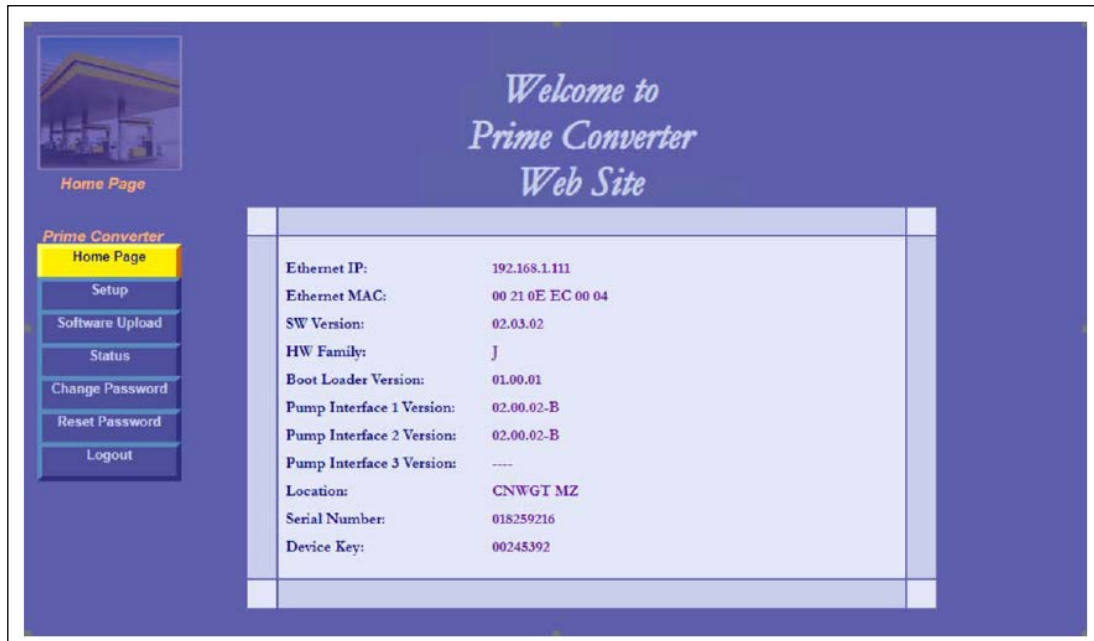 Welcome to
Prime Converter
Web Site
Home Page
Prime Converter
Home Page
Setup
Software Upload
Status
Change Password
Reset Password
Logout
Ethernet IP: 192.168.1.111
Ethernet MAC: 00 21 0E EC 00 04
SW Version: 02.03.02
HW Family: J
Boot Loader Version: 01.00.01
Pump Interface 1 Version: 02.00.02-B
Pump Interface 2 Version: 02.00.02-B
Pump Interface 3 Version: ----
Location: CNWGT MZ
Serial Number: 018259216
Device Key: 00245392